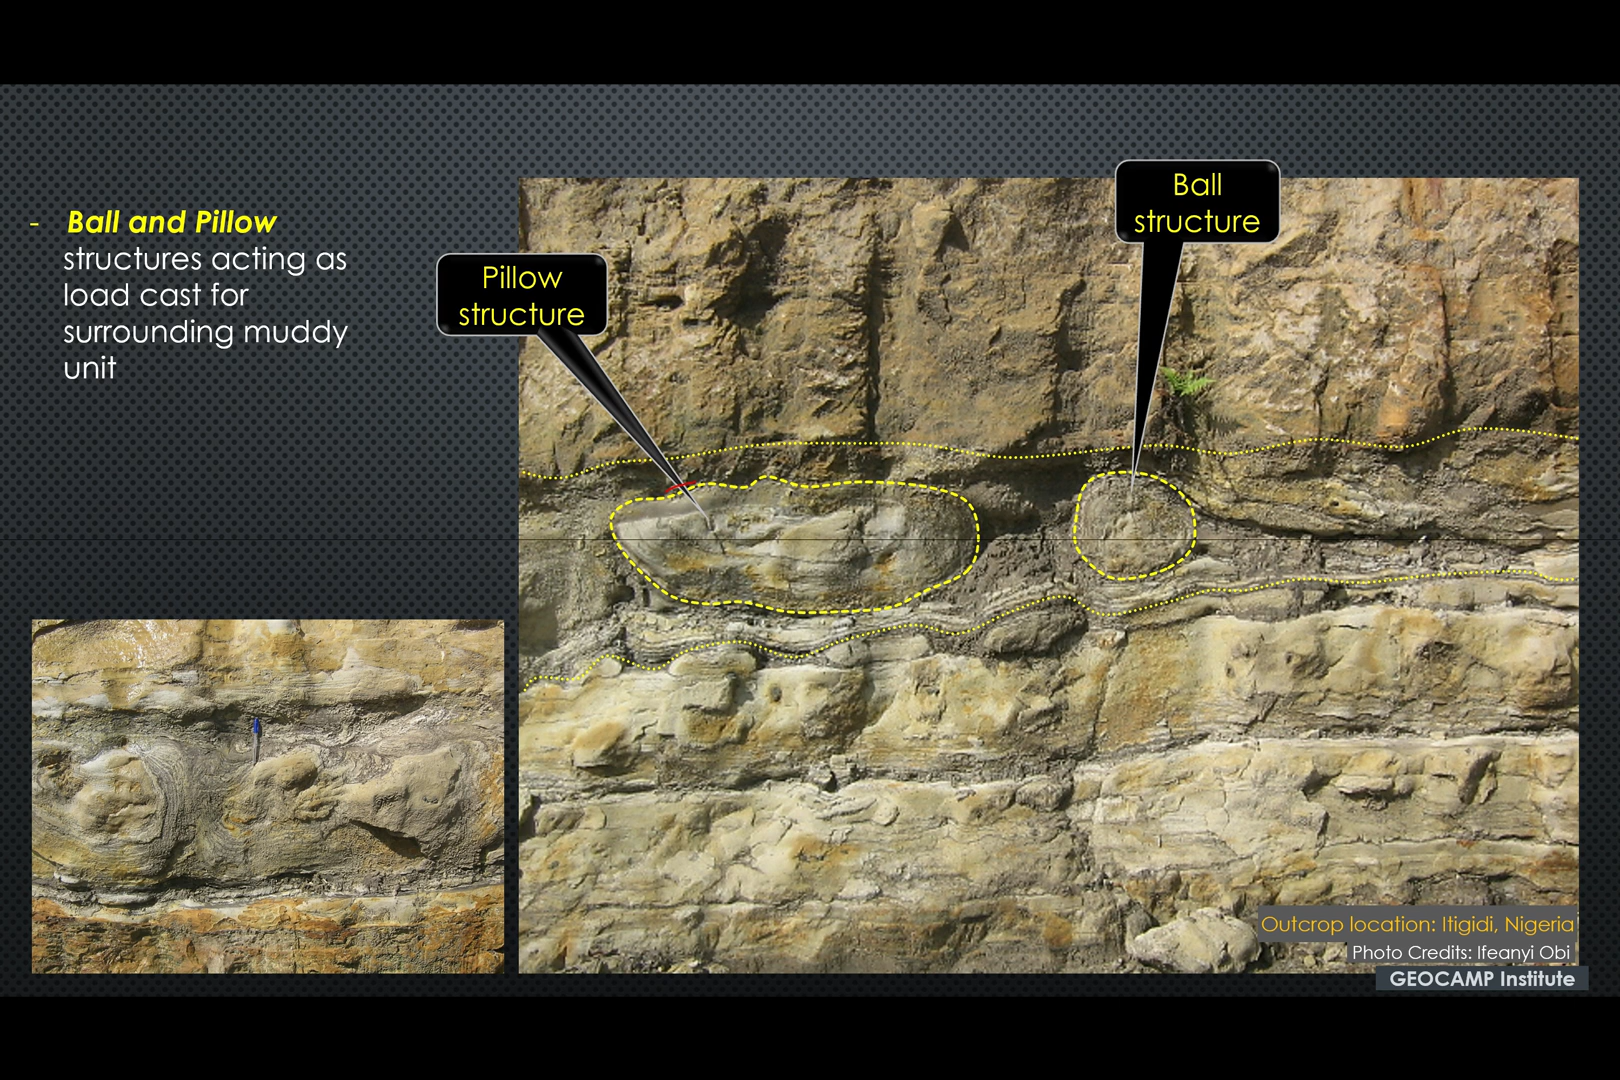 - Ball and Pillow
structures acting as
load cast for
surrounding muddy
unit
Pillow
structure
Ball
structure
Outcrop location: Itigidi, Nigeria
Photo Credits: Ifeanyi Obi
GEOCAMP Institute